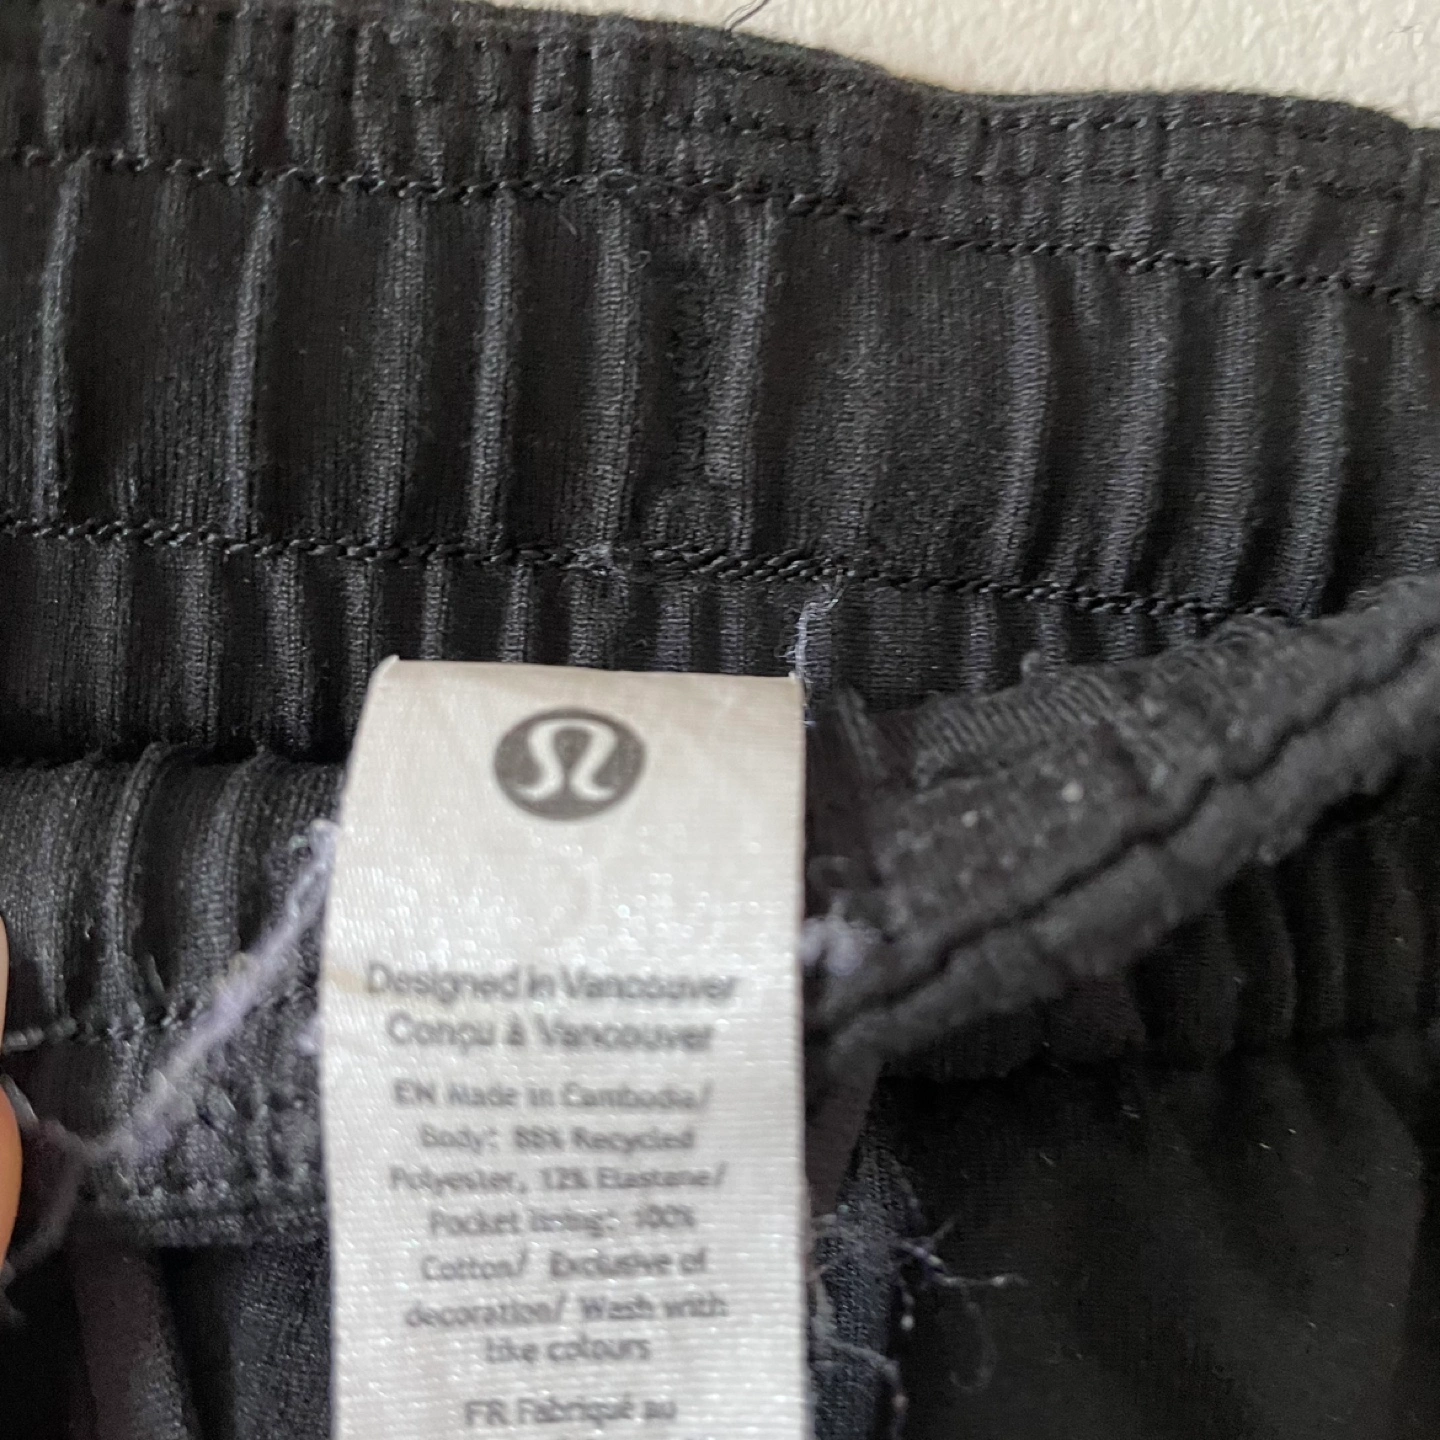 Designed in Vancouver
Conçu à Vancouver
EN Made in Cambodia/
Body: 88% Recycled
Polyester, 12% Elastane/
Pocket lining: 100%
Cotton/ Exclusive of
decoration/ Wash with
like colours
FR Fabriqué au